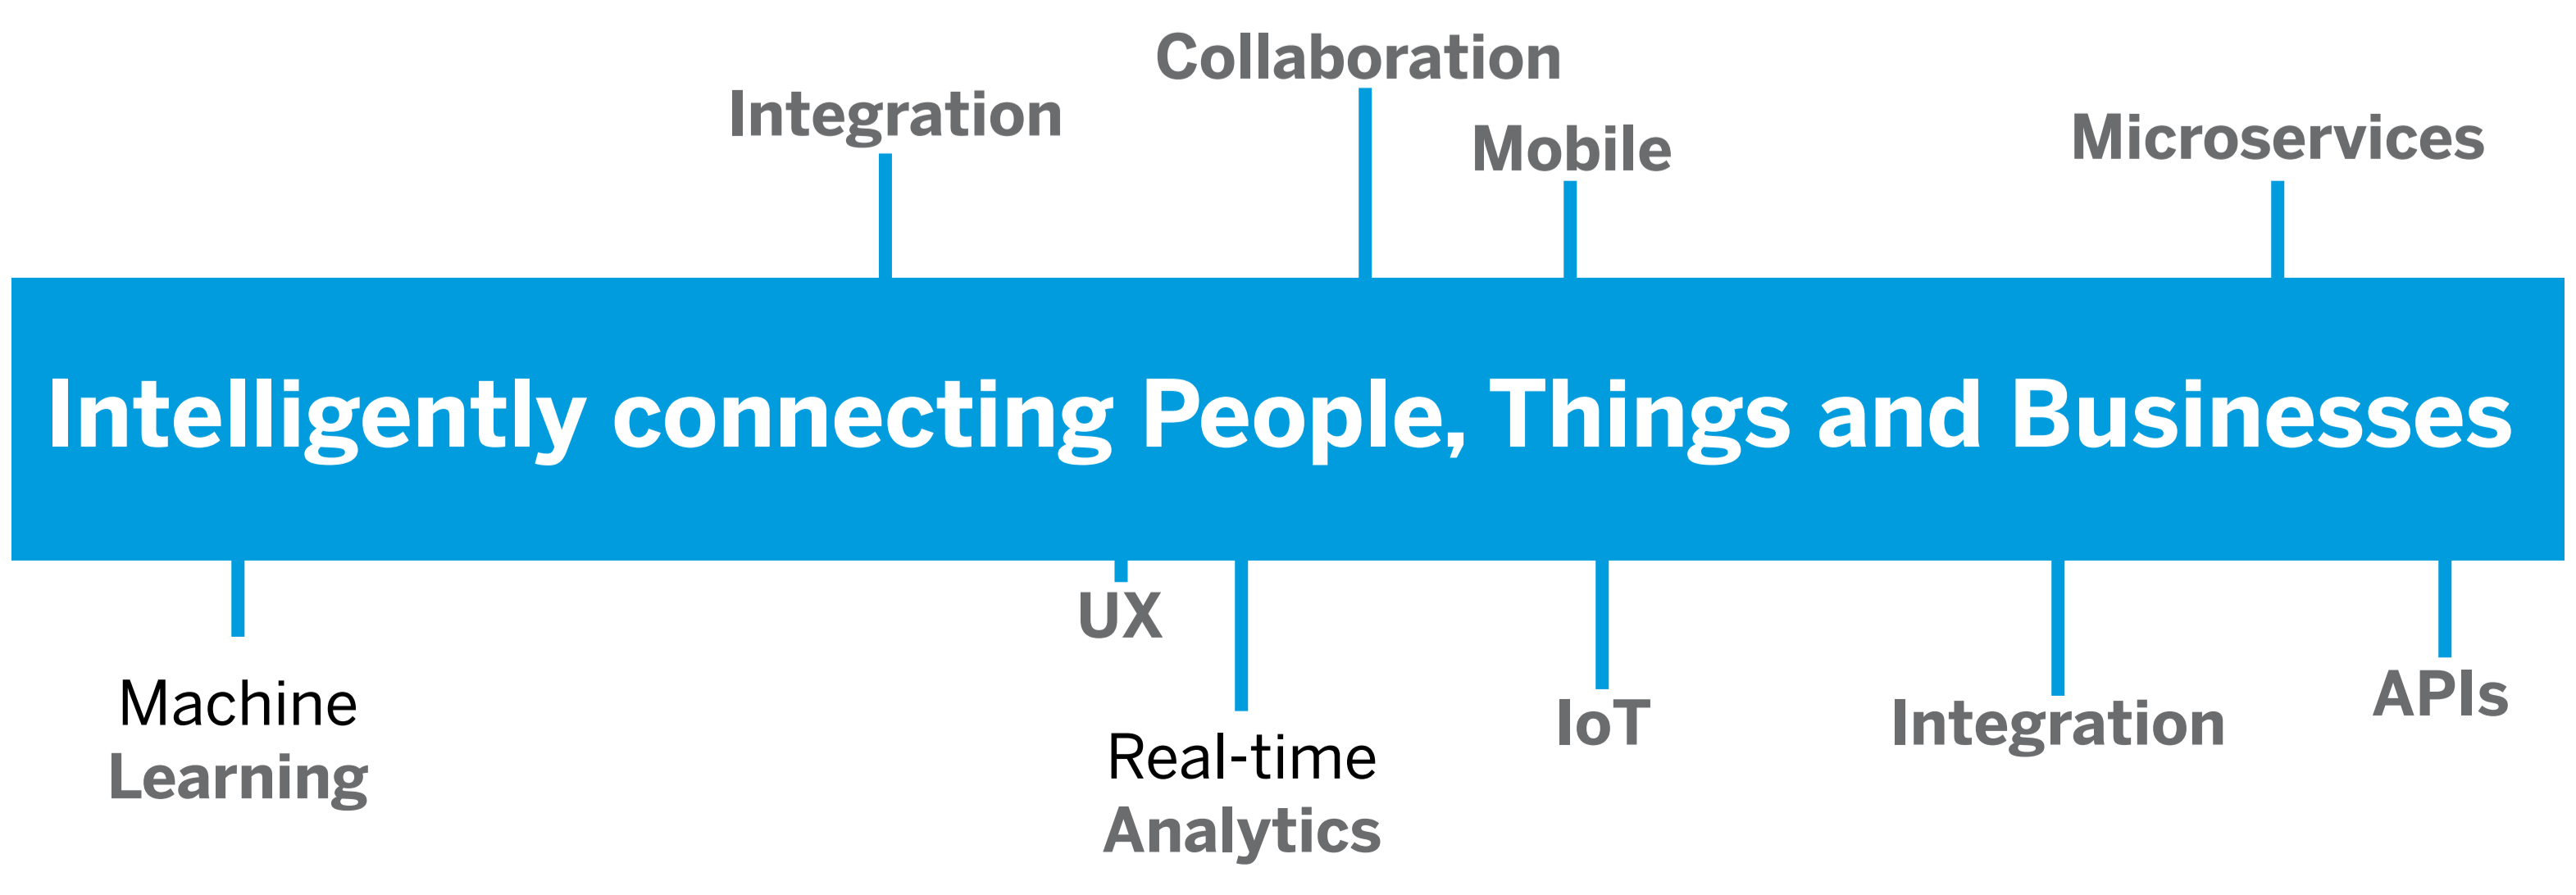 Collaboration
Integration
Mobile
Microservices
Intelligently connecting People, Things and Businesses
UX
Machine
Learning
Real-time
Analytics
IoT
Integration
APIs